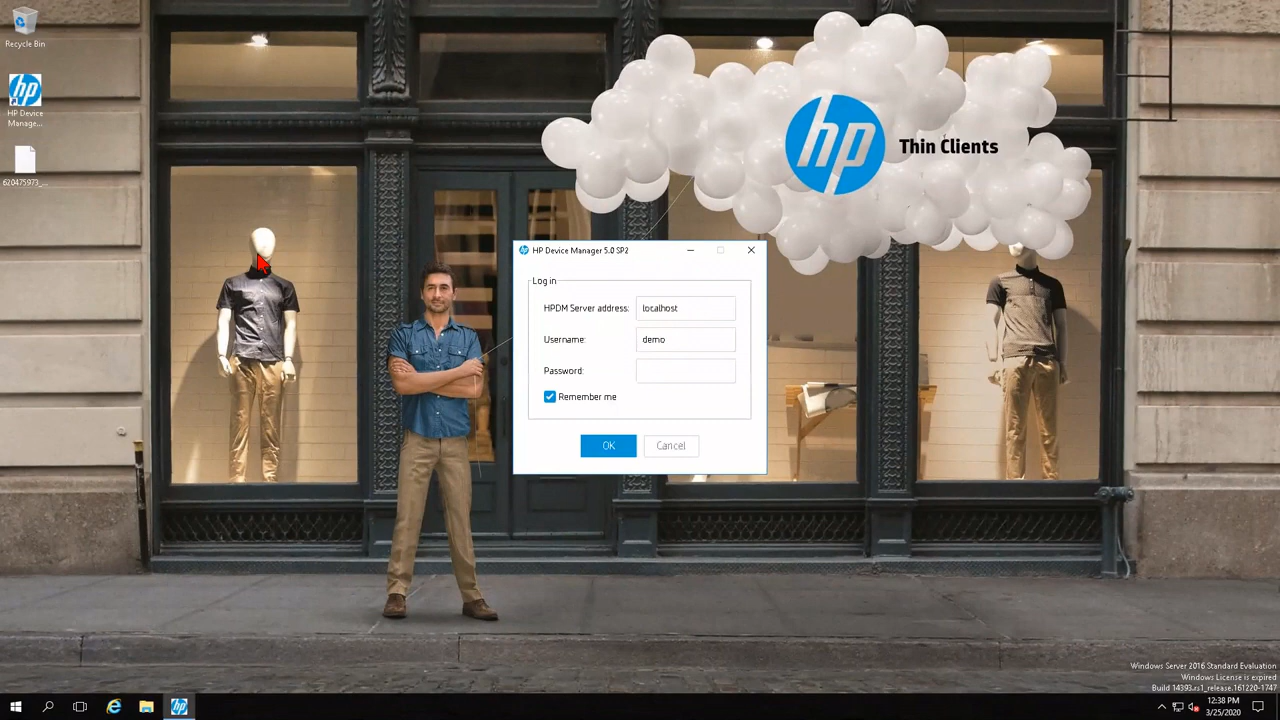 Recycle Bin
hp
HP Device
Manage...
620475973_...
hp
Thin Clients
HP Device Manager 5.0 SP2
Log in
HPDM Server address:
localhost
Username:
demo
Password:
Remember me
OK
Cancel
Windows Server 2016 Standard Evaluation
Windows License is expired
Build 14393.rs1_release.161220-1747
hp
12:38 PM
3/25/2020